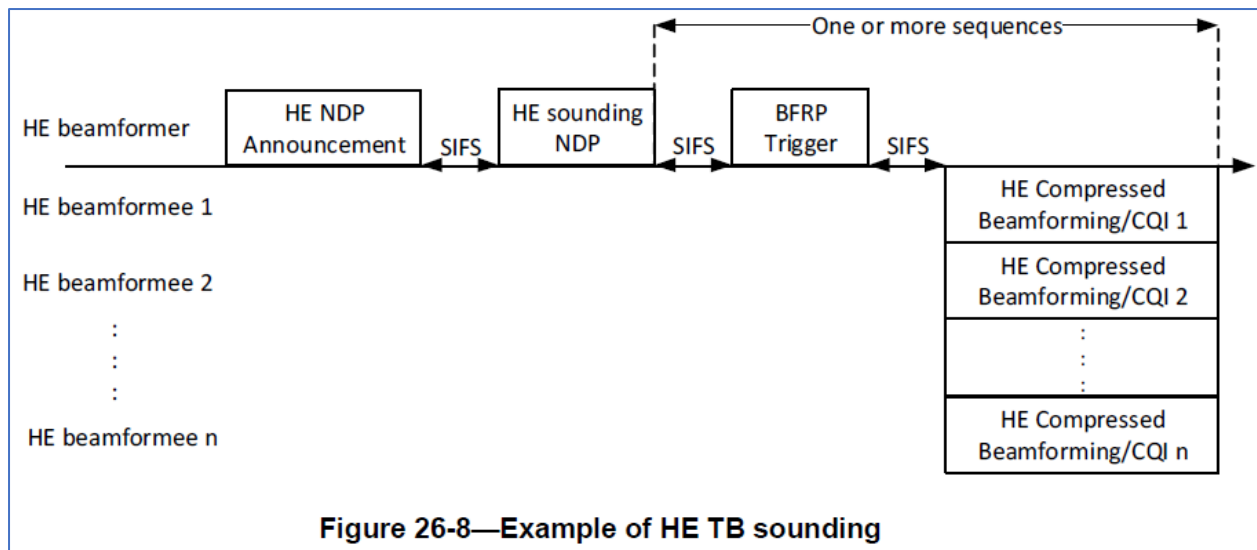 One or more sequences
HE beamformer
HE NDP
Announcement
SIFS
HE sounding
NDP
SIFS
BFRP
Trigger
SIFS
HE beamformee 1
HE Compressed
Beamforming/CQI 1
HE beamformee 2
HE Compressed
Beamforming/CQI 2
:
:
:
:
:
:
HE beamformee n
HE Compressed
Beamforming/CQI n
Figure 26-8—Example of HE TB sounding